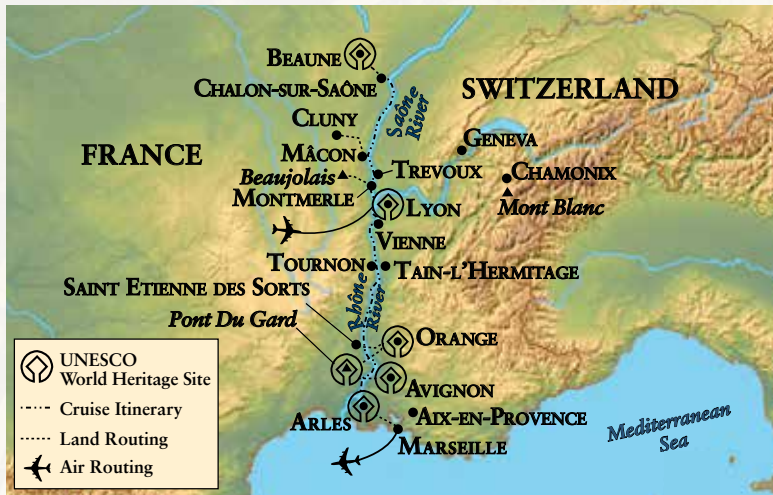 BEAUNE
CHALON-SUR-SAÔNE
SWITZERLAND
Saône
River
CLUNY
GENEVA
FRANCE
MÂCON
TREVOUX
CHAMONIX
Beaujolais
MONTMERLE
Mont Blanc
LYON
VIENNE
TOURNON
TAIN-L'HERMITAGE
SAINT ETIENNE DES SORTS
Rhône
River
Pont Du Gard
ORANGE
AVIGNON
ARLES
AIX-EN-PROVENCE
MARSEILLE
Mediterranean
Sea
UNESCO
World Heritage Site
Cruise Itinerary
Land Routing
Air Routing